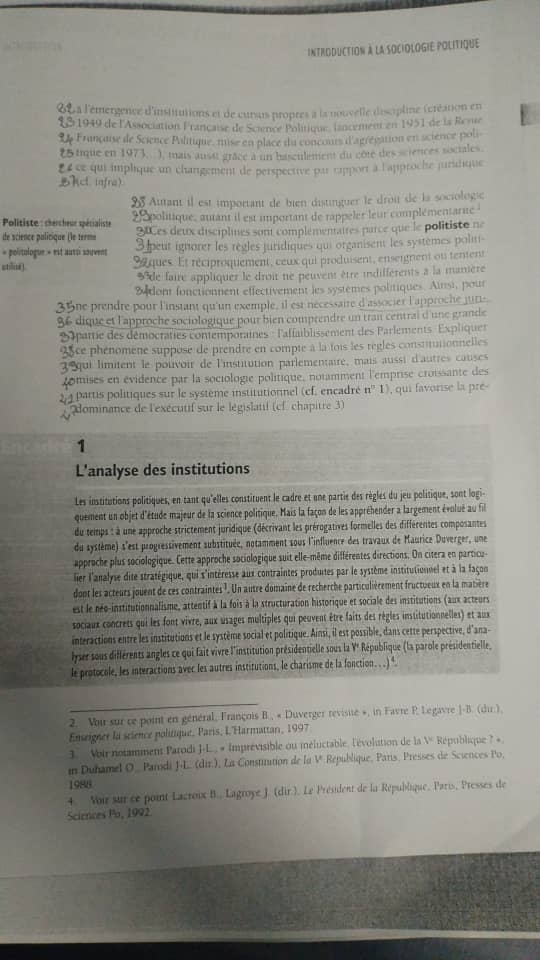 INTRODUCTION À LA SOCIOLOGIE POLITIQUE
22 à l'émergence d'institutions et de cursus propres à la nouvelle discipline (création en
23 1949 de l'Association Française de Science Politique, lancement en 1951 de la Revue
24 Française de Science Politique, mise en place du concours d'agrégation en science poli-
25 tique en 1973…), mais aussi grâce à un basculement du côté des sciences sociales,
26 ce qui implique un changement de perspective par rapport à l'approche juridique
27 (cf. infra).
28 Autant il est important de bien distinguer le droit de la sociologie
29 politique, autant il est important de rappeler leur complémentarité 2.
30 Ces deux disciplines sont complémentaires parce que le politiste ne
31 peut ignorer les règles juridiques qui organisent les systèmes politi-
32 ques. Et réciproquement, ceux qui produisent, enseignent ou tentent
33 de faire appliquer le droit ne peuvent être indifférents à la manière
34 dont fonctionnent effectivement les systèmes politiques. Ainsi, pour
Politiste : chercheur spécialiste
de science politique (le terme
« politologue » est aussi souvent
utilisé).
35 ne prendre pour l'instant qu'un exemple, il est nécessaire d'associer l'approche juri-
36 dique et l'approche sociologique pour bien comprendre un trait central d'une grande
37 partie des démocraties contemporaines : l'affaiblissement des Parlements. Expliquer
38 ce phénomène suppose de prendre en compte à la fois les règles constitutionnelles
39 qui limitent le pouvoir de l'institution parlementaire, mais aussi d'autres causes
40 mises en évidence par la sociologie politique, notamment l'emprise croissante des
41 partis politiques sur le système institutionnel (cf. encadré n° 1), qui favorise la pré-
42 dominance de l'exécutif sur le législatif (cf. chapitre 3)
Encadré 1
L'analyse des institutions
Les institutions politiques, en tant qu'elles constituent le cadre et une partie des règles du jeu politique, sont logi-
quement un objet d'étude majeur de la science politique. Mais la façon de les appréhender a largement évolué au fil
du temps : à une approche strictement juridique (décrivant les prérogatives formelles des différentes composantes
du système) s'est progressivement substituée, notamment sous l'influence des travaux de Maurice Duverger, une
approche plus sociologique. Cette approche sociologique suit elle-même différentes directions. On citera en particu-
lier l'analyse dite stratégique, qui s'intéresse aux contraintes produites par le système institutionnel et à la façon
dont les acteurs jouent de ces contraintes 3. Un autre domaine de recherche particulièrement fructueux en la matière
est le néo-institutionnalisme, attentif à la fois à la structuration historique et sociale des institutions (aux acteurs
sociaux concrets qui les font vivre, aux usages multiples qui peuvent être faits des règles institutionnelles) et aux
interactions entre les institutions et le système social et politique. Ainsi, il est possible, dans cette perspective, d'ana-
lyser sous différents angles ce qui fait vivre l'institution présidentielle sous la Ve République (la parole présidentielle,
le protocole, les interactions avec les autres institutions, le charisme de la fonction…) 4.
2. Voir sur ce point en général, François B., « Duverger revisité », in Favre P, Legavre J-B. (dir.),
Enseigner la science politique, Paris, L'Harmattan, 1997.
3. Voir notamment Parodi J-L., « Imprévisible ou inéluctable, l'évolution de la Ve République ? »,
in Duhamel O., Parodi J-L. (dir.), La Constitution de la Ve République, Paris, Presses de Sciences Po,
1988.
4. Voir sur ce point Lacroix B., Lagroye J. (dir.), Le Président de la République, Paris, Presses de
Sciences Po, 1992.